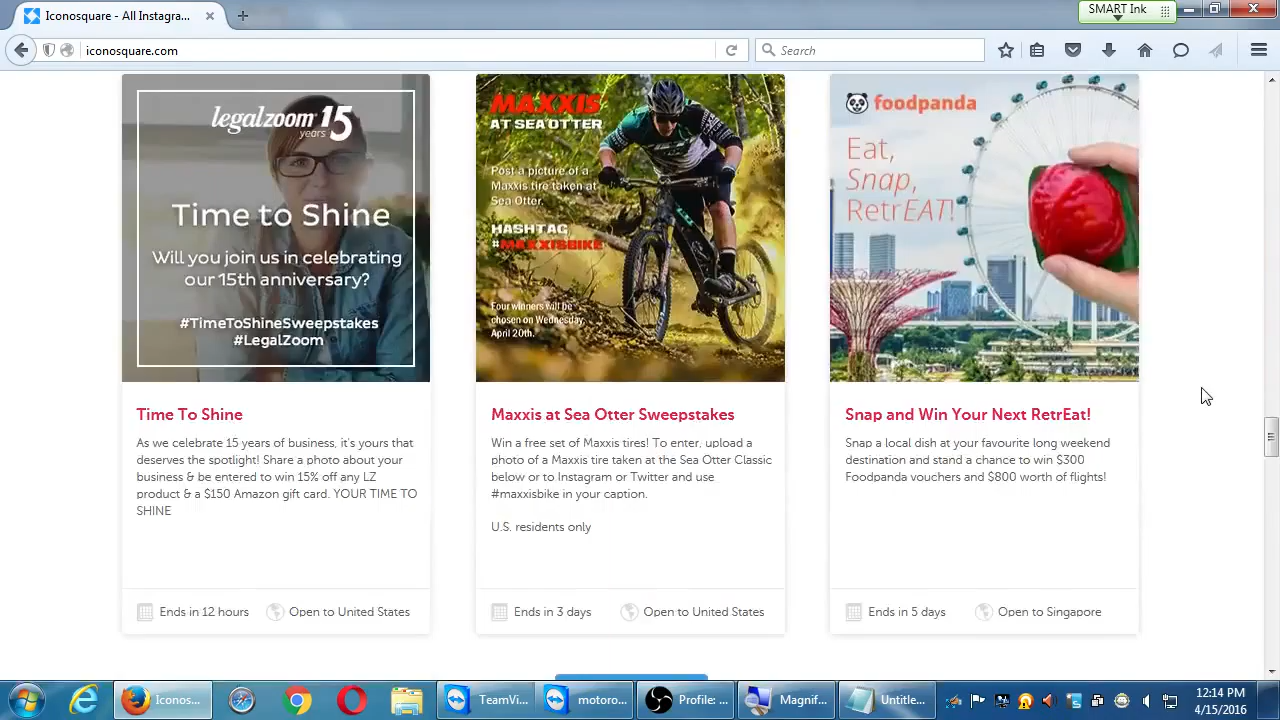 Iconosquare - All Instagra...
SMART Ink
iconosquare.com
Search
legalzoom 15
years
Time to Shine
Will you join us in celebrating
our 15th anniversary?
#TimeToShineSweepstakes
#LegalZoom
MAXXIS
AT SEA OTTER
Post a picture of a
Maxxis tire taken at
Sea Otter.
HASHTAG
#MAXXISBIKE
Four winners will be
chosen on Wednesday,
April 20th.
foodpanda
Eat,
Snap,
RetrEAT!
Time To Shine
As we celebrate 15 years of business, it's yours that
deserves the spotlight! Share a photo about your
business & be entered to win 15% off any LZ
product & a $150 Amazon gift card. YOUR TIME TO
SHINE
Ends in 12 hours
Open to United States
Maxxis at Sea Otter Sweepstakes
Win a free set of Maxxis tires! To enter, upload a
photo of a Maxxis tire taken at the Sea Otter Classic
below or to Instagram or Twitter and use
#maxxisbike in your caption.
U.S. residents only
Ends in 3 days
Open to United States
Snap and Win Your Next RetrEat!
Snap a local dish at your favourite long weekend
destination and stand a chance to win $300
Foodpanda vouchers and $800 worth of flights!
Ends in 5 days
Open to Singapore
Iconos...
TeamVi...
motoro...
Profile: ...
Magnif...
Untitle...
12:14 PM
4/15/2016